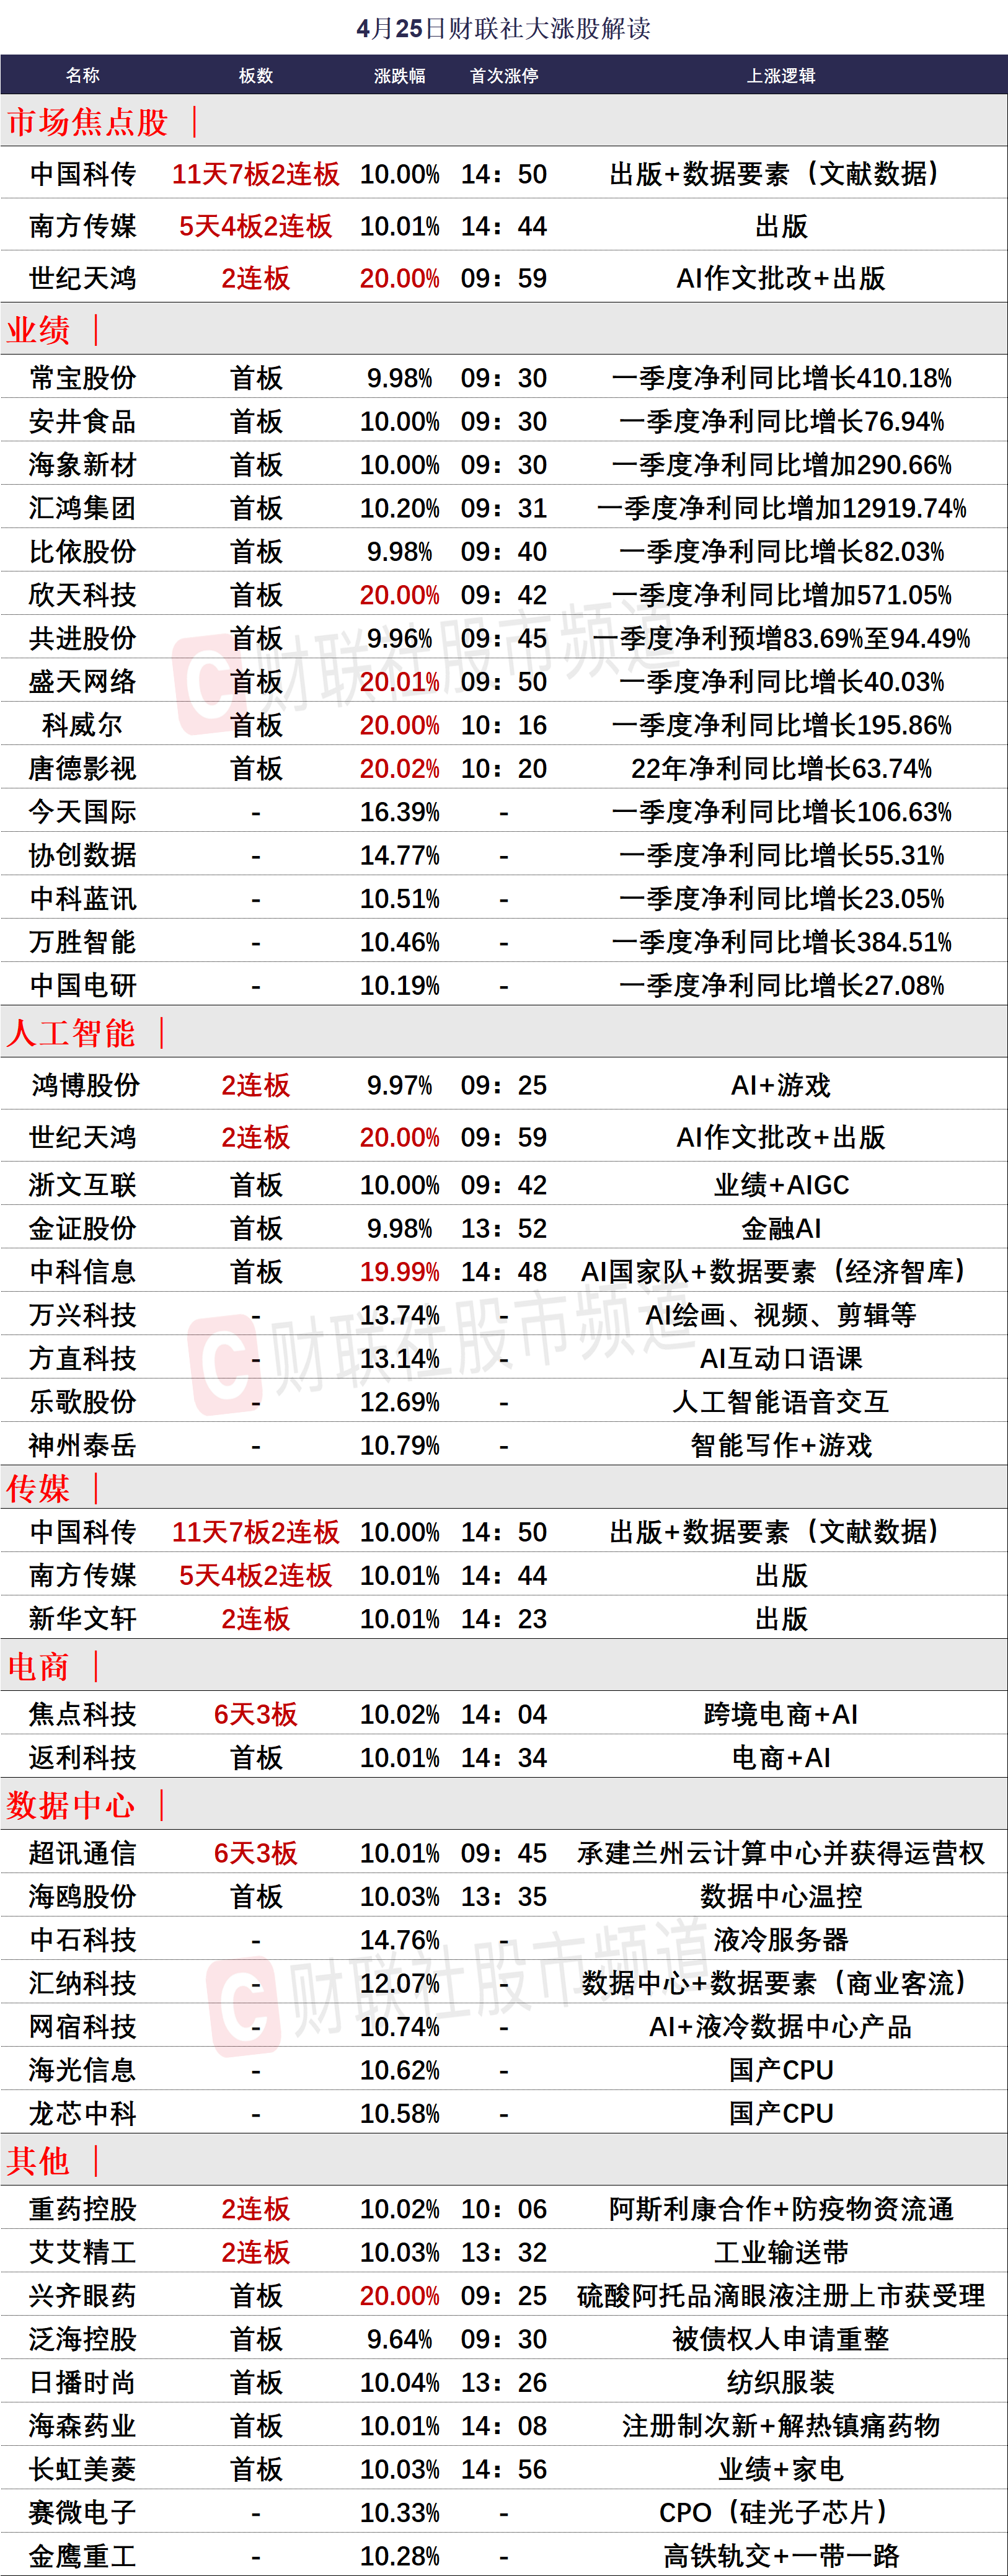 4月25日财联社大涨股解读
名称 板数 涨跌幅 首次涨停 上涨逻辑
市场焦点股 |
中国科传 11天7板2连板 10.00% 14：50 出版+数据要素（文献数据）
南方传媒 5天4板2连板 10.01% 14：44 出版
世纪天鸿 2连板 20.00% 09：59 AI作文批改+出版
业绩 |
常宝股份 首板 9.98% 09：30 一季度净利同比增长410.18%
安井食品 首板 10.00% 09：30 一季度净利同比增长76.94%
海象新材 首板 10.00% 09：30 一季度净利同比增加290.66%
汇鸿集团 首板 10.20% 09：31 一季度净利同比增加12919.74%
比依股份 首板 9.98% 09：40 一季度净利同比增长82.03%
欣天科技 首板 20.00% 09：42 一季度净利同比增加571.05%
共进股份 首板 9.96% 09：45 一季度净利预增83.69%至94.49%
盛天网络 首板 20.01% 09：50 一季度净利同比增长40.03%
科威尔 首板 20.00% 10：16 一季度净利同比增长195.86%
唐德影视 首板 20.02% 10：20 22年净利同比增长63.74%
今天国际 - 16.39% - 一季度净利同比增长106.63%
协创数据 - 14.77% - 一季度净利同比增长55.31%
中科蓝讯 - 10.51% - 一季度净利同比增长23.05%
万胜智能 - 10.46% - 一季度净利同比增长384.51%
中国电研 - 10.19% - 一季度净利同比增长27.08%
人工智能 |
鸿博股份 2连板 9.97% 09：25 AI+游戏
世纪天鸿 2连板 20.00% 09：59 AI作文批改+出版
浙文互联 首板 10.00% 09：42 业绩+AIGC
金证股份 首板 9.98% 13：52 金融AI
中科信息 首板 19.99% 14：48 AI国家队+数据要素（经济智库）
万兴科技 - 13.74% - AI绘画、视频、剪辑等
方直科技 - 13.14% - AI互动口语课
乐歌股份 - 12.69% - 人工智能语音交互
神州泰岳 - 10.79% - 智能写作+游戏
传媒 |
中国科传 11天7板2连板 10.00% 14：50 出版+数据要素（文献数据）
南方传媒 5天4板2连板 10.01% 14：44 出版
新华文轩 2连板 10.01% 14：23 出版
电商 |
焦点科技 6天3板 10.02% 14：04 跨境电商+AI
返利科技 首板 10.01% 14：34 电商+AI
数据中心 |
超讯通信 6天3板 10.01% 09：45 承建兰州云计算中心并获得运营权
海鸥股份 首板 10.03% 13：35 数据中心温控
中石科技 - 14.76% - 液冷服务器
汇纳科技 - 12.07% - 数据中心+数据要素（商业客流）
网宿科技 - 10.74% - AI+液冷数据中心产品
海光信息 - 10.62% - 国产CPU
龙芯中科 - 10.58% - 国产CPU
其他 |
重药控股 2连板 10.02% 10：06 阿斯利康合作+防疫物资流通
艾艾精工 2连板 10.03% 13：32 工业输送带
兴齐眼药 首板 20.00% 09：25 硫酸阿托品滴眼液注册上市获受理
泛海控股 首板 9.64% 09：30 被债权人申请重整
日播时尚 首板 10.04% 13：26 纺织服装
海森药业 首板 10.01% 14：08 注册制次新+解热镇痛药物
长虹美菱 首板 10.03% 14：56 业绩+家电
赛微电子 - 10.33% - CPO（硅光子芯片）
金鹰重工 - 10.28% - 高铁轨交+一带一路
C 财联社股市频道
C 财联社股市频道
C 财联社股市频道